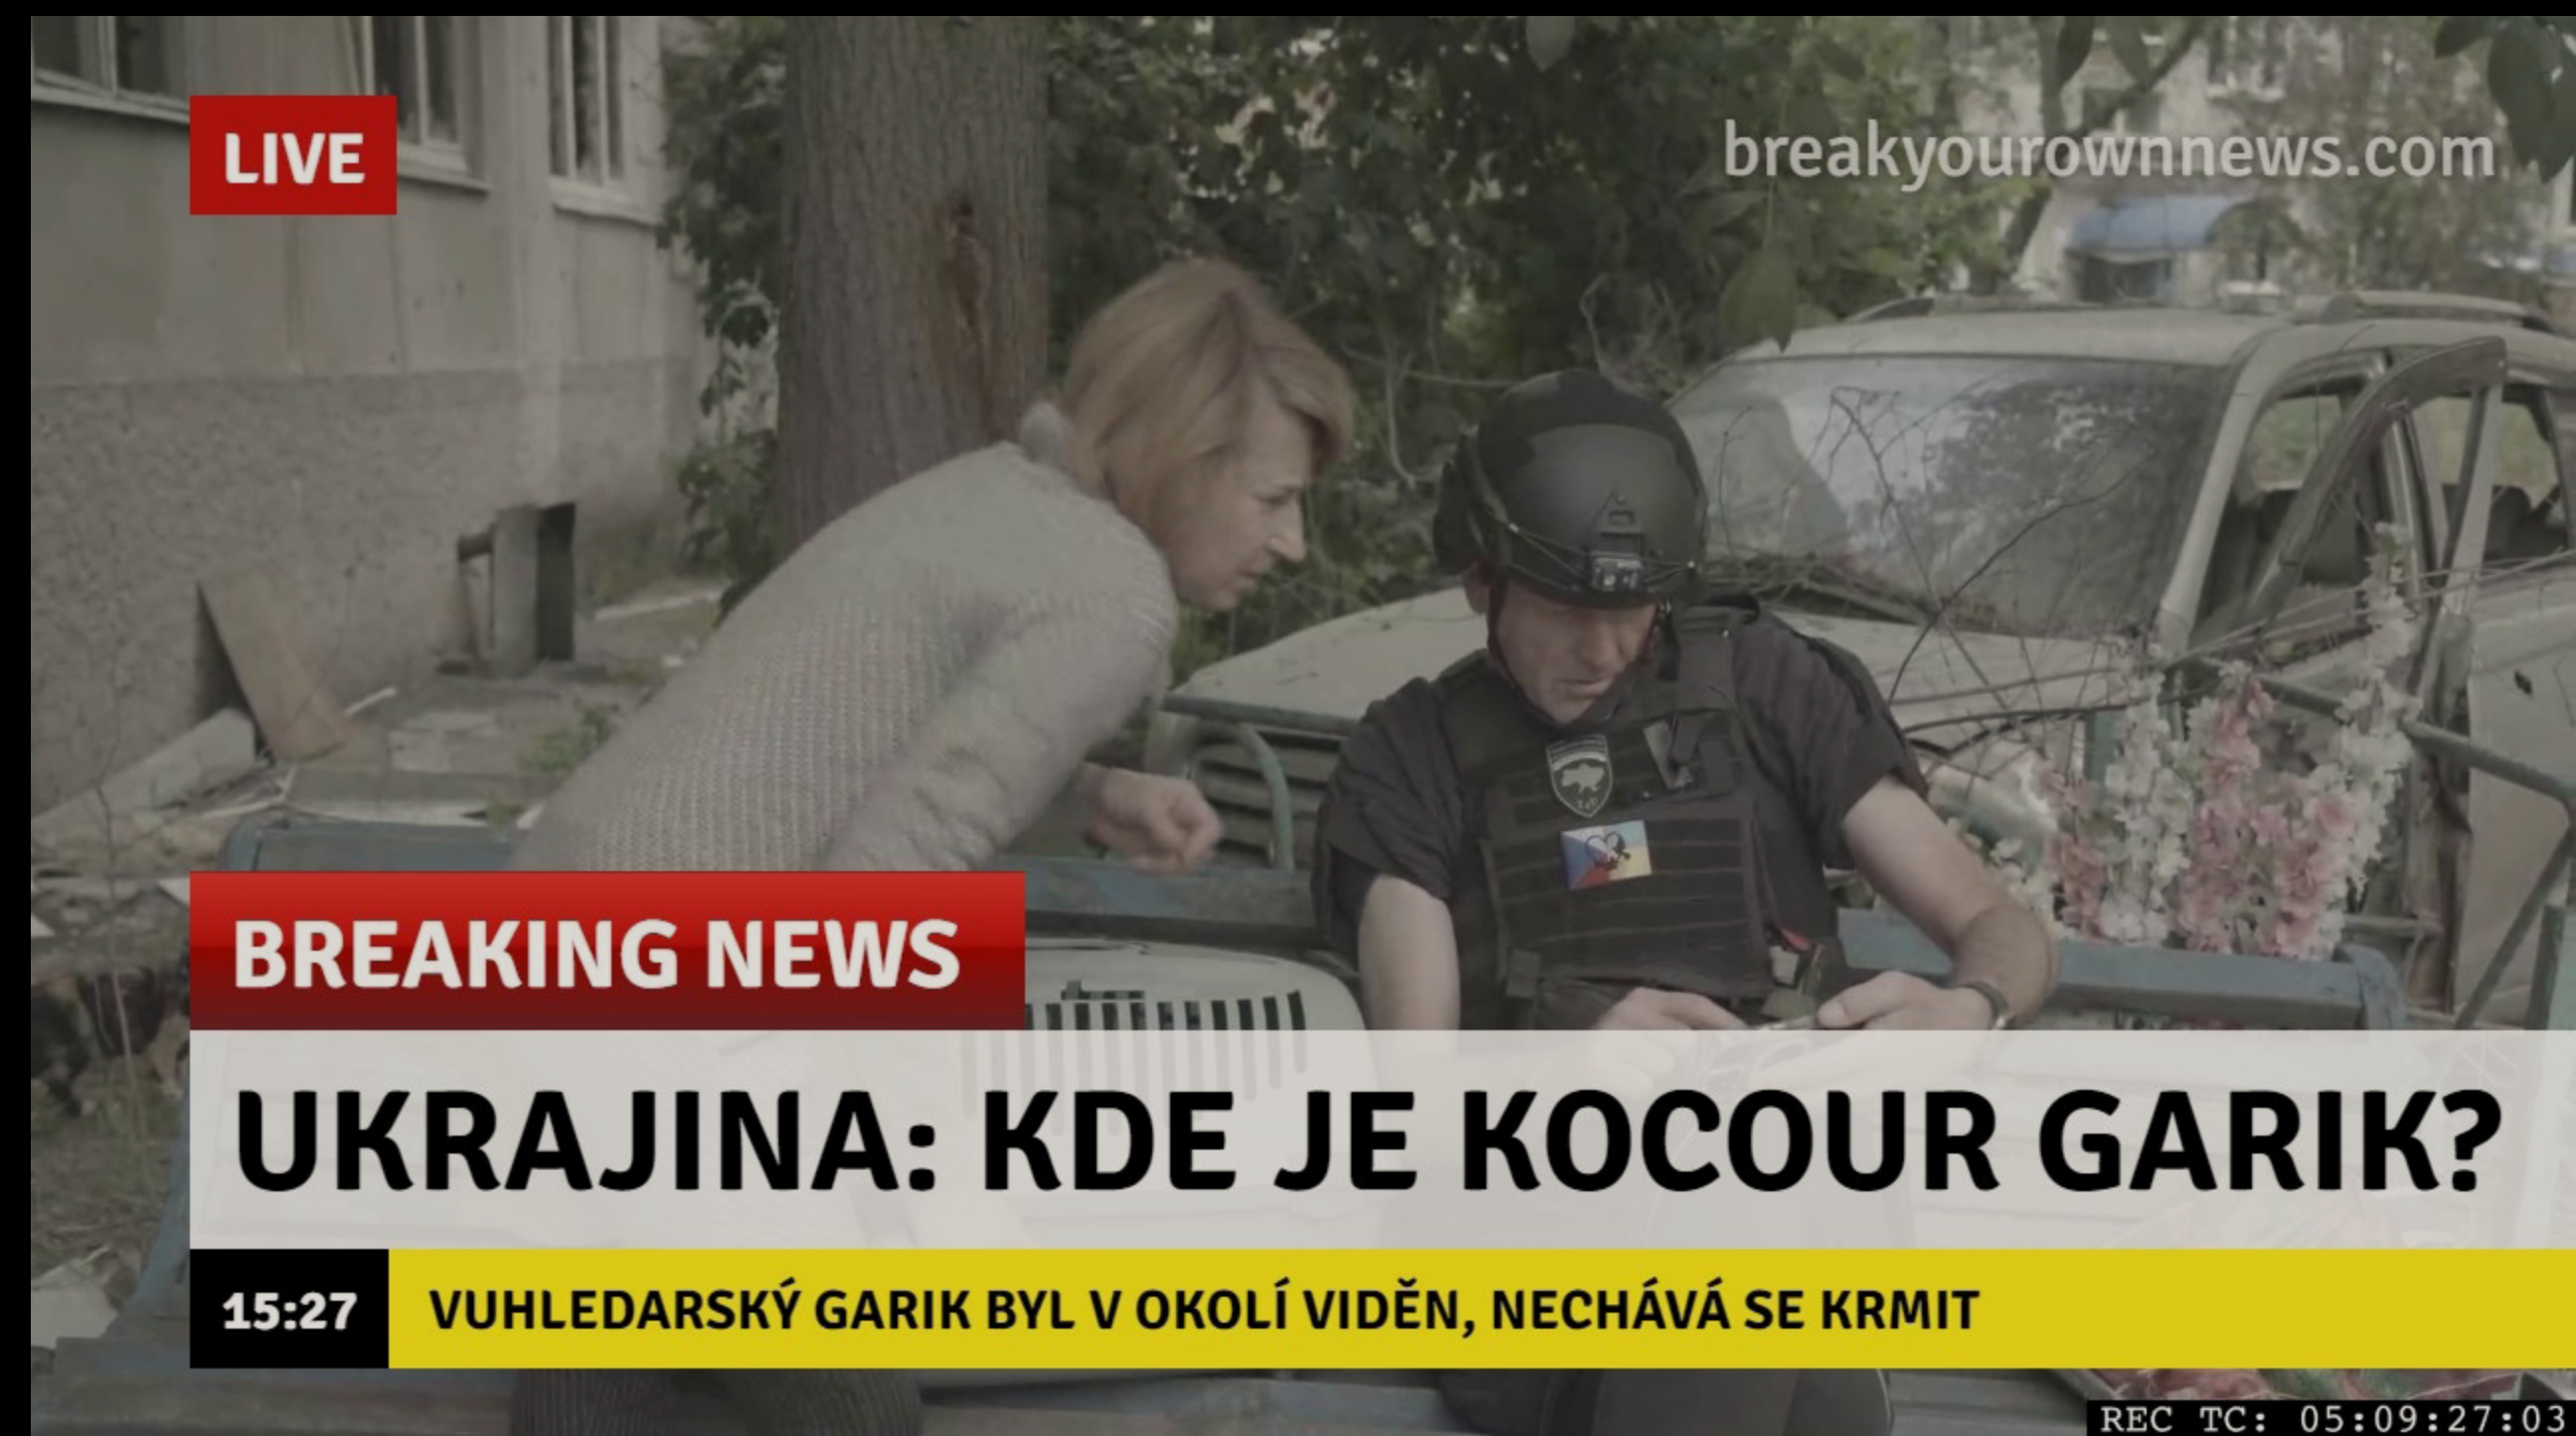 LIVE
breakyourownnews.com
BREAKING NEWS
UKRAJINA: KDE JE KOCOUR GARIK?
15:27
VUHLEDARSKÝ GARIK BYL V OKOLÍ VIDĚN, NECHÁVÁ SE KRMIT
REC TC: 05:09:27:03